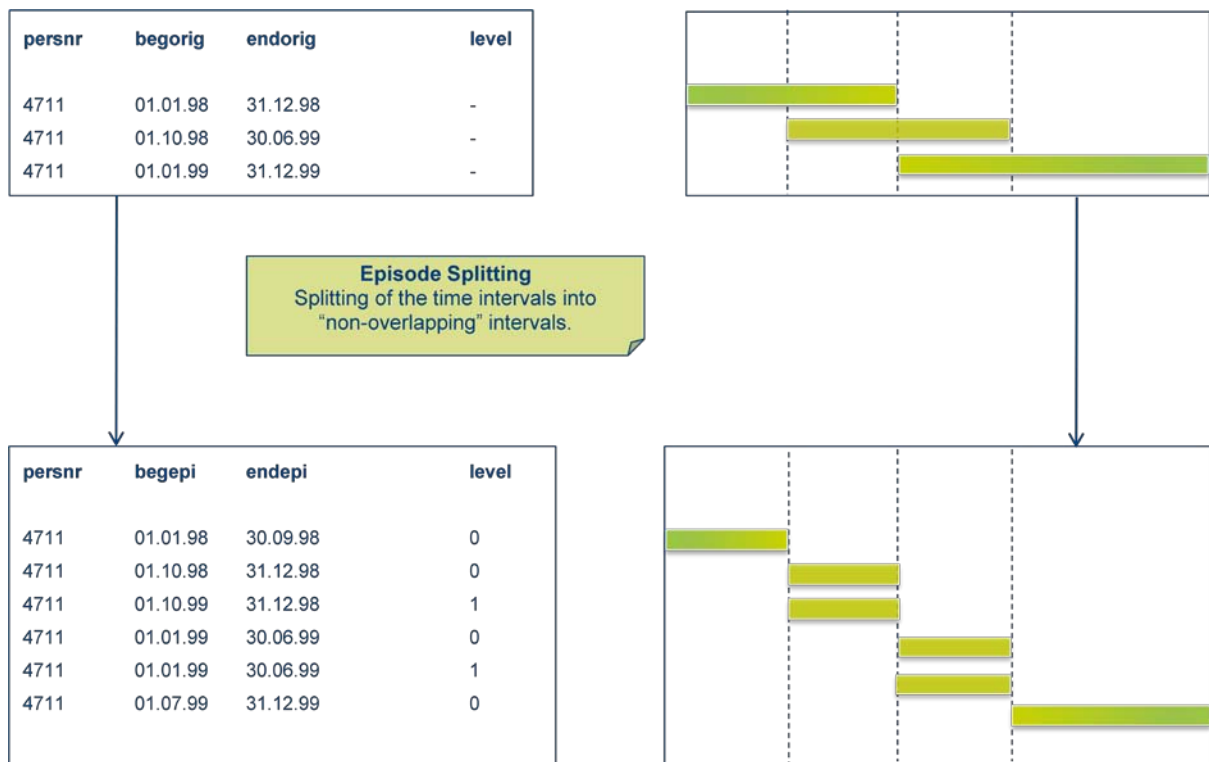 persnr begorig endorig level
4711 01.01.98 31.12.98 -
4711 01.10.98 30.06.99 -
4711 01.01.99 31.12.99 -
Episode Splitting
Splitting of the time intervals into
“non-overlapping” intervals.
persnr begepi endepi level
4711 01.01.98 30.09.98 0
4711 01.10.98 31.12.98 0
4711 01.10.99 31.12.98 1
4711 01.01.99 30.06.99 0
4711 01.01.99 30.06.99 1
4711 01.07.99 31.12.99 0